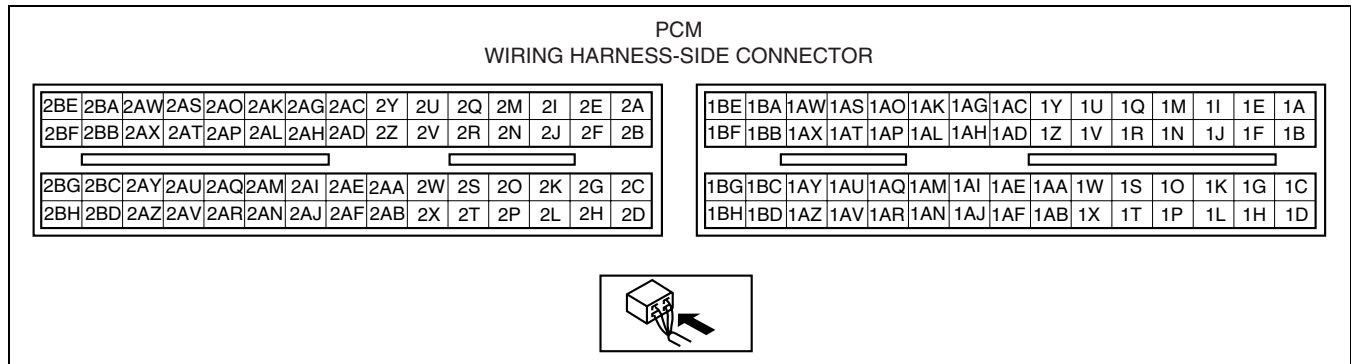 PCM
WIRING HARNESS-SIDE CONNECTOR
2BE 2BA 2AW 2AS 2AO 2AK 2AG 2AC 2Y 2U 2Q 2M 2I 2E 2A
2BF 2BB 2AX 2AT 2AP 2AL 2AH 2AD 2Z 2V 2R 2N 2J 2F 2B
2BG 2BC 2AY 2AU 2AQ 2AM 2AI 2AE 2AA 2W 2S 2O 2K 2G 2C
2BH 2BD 2AZ 2AV 2AR 2AN 2AJ 2AF 2AB 2X 2T 2P 2L 2H 2D
1BE 1BA 1AW 1AS 1AO 1AK 1AG 1AC 1Y 1U 1Q 1M 1I 1E 1A
1BF 1BB 1AX 1AT 1AP 1AL 1AH 1AD 1Z 1V 1R 1N 1J 1F 1B
1BG 1BC 1AY 1AU 1AQ 1AM 1AI 1AE 1AA 1W 1S 1O 1K 1G 1C
1BH 1BD 1AZ 1AV 1AR 1AN 1AJ 1AF 1AB 1X 1T 1P 1L 1H 1D